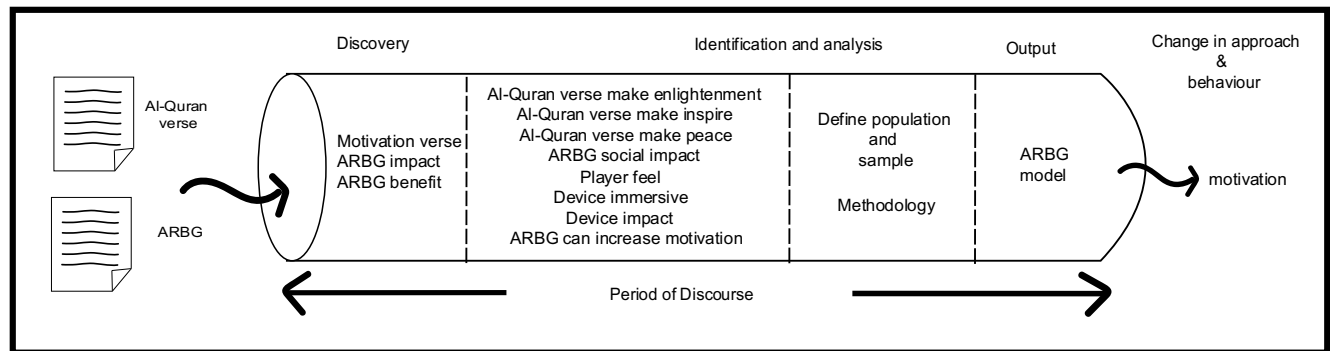 Discovery
Identification and analysis
Output
Change in approach
&
behaviour
Al-Quran
verse
ARBG
Motivation verse
ARBG impact
ARBG benefit
Al-Quran verse make enlightenment
Al-Quran verse make inspire
Al-Quran verse make peace
ARBG social impact
Player feel
Device immersive
Device impact
ARBG can increase motivation
Define population
and
sample
Methodology
ARBG
model
motivation
Period of Discourse